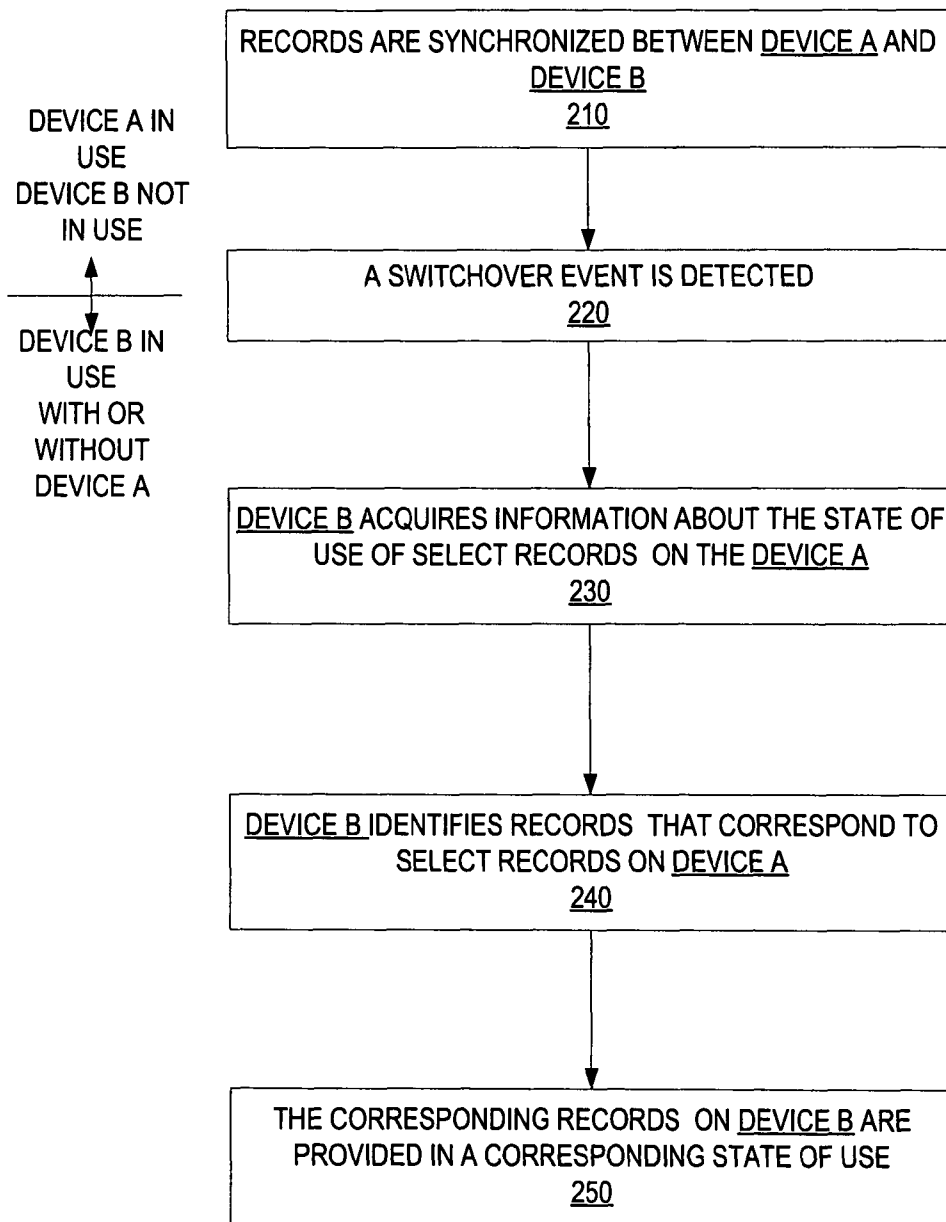 RECORDS ARE SYNCHRONIZED BETWEEN DEVICE A AND
DEVICE B
210
DEVICE A IN
USE
DEVICE B NOT
IN USE
A SWITCHOVER EVENT IS DETECTED
220
DEVICE B IN
USE
WITH OR
WITHOUT
DEVICE A
DEVICE B ACQUIRES INFORMATION ABOUT THE STATE OF
USE OF SELECT RECORDS ON THE DEVICE A
230
DEVICE B IDENTIFIES RECORDS THAT CORRESPOND TO
SELECT RECORDS ON DEVICE A
240
THE CORRESPONDING RECORDS ON DEVICE B ARE
PROVIDED IN A CORRESPONDING STATE OF USE
250